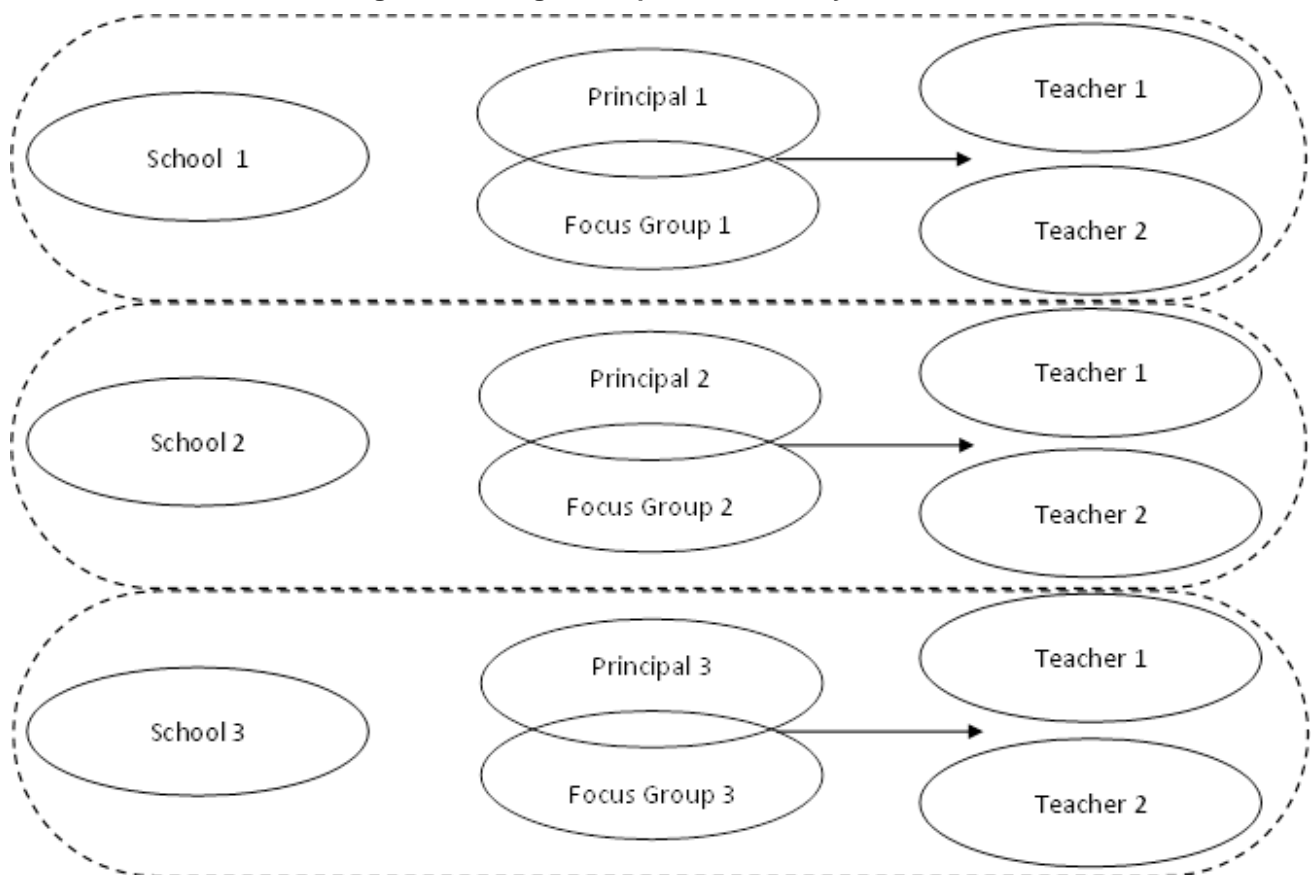 Principal 1
Teacher 1
School 1
Focus Group 1
Teacher 2
Principal 2
Teacher 1
School 2
Focus Group 2
Teacher 2
Principal 3
Teacher 1
School 3
Focus Group 3
Teacher 2